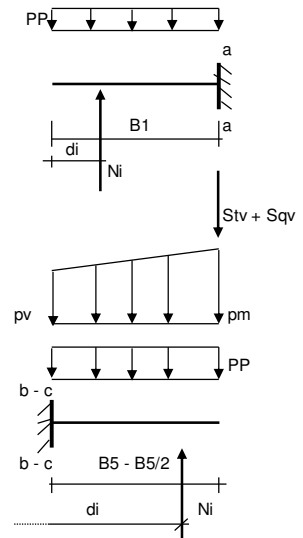 PP
a
B1
a
di
Ni
Stv + Sqv
pv
pm
PP
b - c
b - c
B5 - B5/2
di
Ni